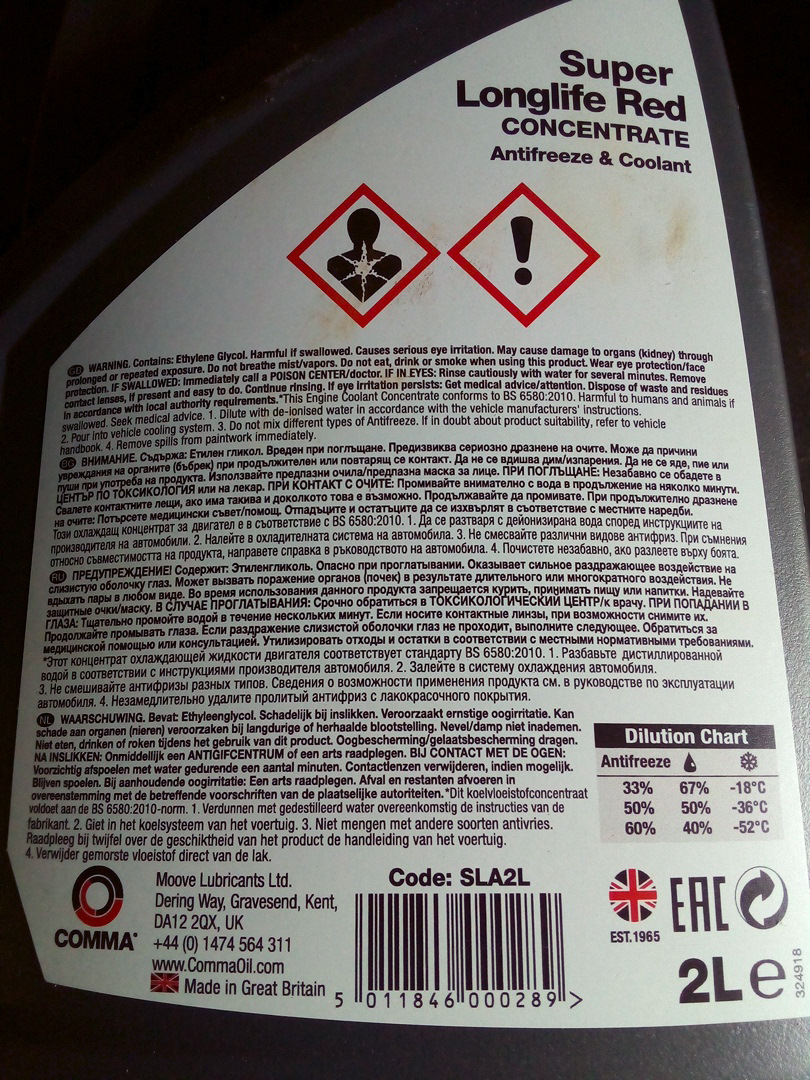 Super
Longlife Red
CONCENTRATE
Antifreeze & Coolant
GB WARNING. Contains: Ethylene Glycol. Harmful if swallowed. Causes serious eye irritation. May cause damage to organs (kidney) through
prolonged or repeated exposure. Do not breathe mist/vapors. Do not eat, drink or smoke when using this product. Wear eye protection/face
protection. IF SWALLOWED: Immediately call a POISON CENTER/doctor. IF IN EYES: Rinse cautiously with water for several minutes. Remove
contact lenses, if present and easy to do. Continue rinsing. If eye irritation persists: Get medical advice/attention. Dispose of waste and residues
in accordance with local authority requirements.*This Engine Coolant Concentrate conforms to BS 6580:2010. Harmful to humans and animals if
swallowed. Seek medical advice. 1. Dilute with de-ionised water in accordance with the vehicle manufacturers' instructions.
2. Pour into vehicle cooling system. 3. Do not mix different types of Antifreeze. If in doubt about product suitability, refer to vehicle
handbook. 4. Remove spills from paintwork immediately.
BG ВНИМАНИЕ. Съдържа: Етилен гликол. Вреден при поглъщане. Предизвиква сериозно дразнене на очите. Може да причини
увреждания на органите (бъбрек) при продължителен или повтарящ се контакт. Да не се вдишва дим/изпарения. Да не се яде, пие или
пуши при употреба на продукта. Използвайте предпазни очила/предпазна маска за лице. ПРИ ПОГЛЪЩАНЕ: Незабавно се обадете в
ЦЕНТЪР ПО ТОКСИКОЛОГИЯ или на лекар. ПРИ КОНТАКТ С ОЧИТЕ: Промивайте внимателно с вода в продължение на няколко минути.
Свалете контактните лещи, ако има такива и доколкото това е възможно. Продължавайте да промивате. При продължително дразнене
на очите: Потърсете медицински съвет/помощ. Отпадъците и остатъците да се изхвърлят в съответствие с местните наредби.
Този охлаждащ концентрат за двигател е в съответствие с BS 6580:2010. 1. Да се разтваря с дейонизирана вода според инструкциите на
производителя на автомобили. 2. Налейте в охладителната система на автомобила. 3. Не смесвайте различни видове антифриз. При съмнения
относно съвместимостта на продукта, направете справка в ръководството на автомобила. 4. Почистете незабавно, ако разлеете върху боята.
RU ПРЕДУПРЕЖДЕНИЕ! Содержит: Этиленгликоль. Опасно при проглатывании. Оказывает сильное раздражающее воздействие на
слизистую оболочку глаз. Может вызвать поражение органов (почек) в результате длительного или многократного воздействия. Не
вдыхать пары в любом виде. Во время использования данного продукта запрещается курить, принимать пищу или напитки. Надевайте
защитные очки/маску. В СЛУЧАЕ ПРОГЛАТЫВАНИЯ: Срочно обратиться в ТОКСИКОЛОГИЧЕСКИЙ ЦЕНТР/к врачу. ПРИ ПОПАДАНИИ В
ГЛАЗА: Тщательно промойте водой в течение нескольких минут. Если носите контактные линзы, при возможности снимите их.
Продолжайте промывать глаза. Если раздражение слизистой оболочки глаз не проходит, выполните следующее. Обратиться за
медицинской помощью или консультацией. Утилизировать отходы и остатки в соответствии с местными нормативными требованиями.
*Этот концентрат охлаждающей жидкости двигателя соответствует стандарту BS 6580:2010. 1. Разбавьте дистиллированной
водой в соответствии с инструкциями производителя автомобиля. 2. Залейте в систему охлаждения автомобиля.
3. Не смешивайте антифризы разных типов. Сведения о возможности применения продукта см. в руководстве по эксплуатации
автомобиля. 4. Незамедлительно удалите пролитый антифриз с лакокрасочного покрытия.
NL WAARSCHUWING. Bevat: Ethyleenglycol. Schadelijk bij inslikken. Veroorzaakt ernstige oogirritatie. Kan
schade aan organen (nieren) veroorzaken bij langdurige of herhaalde blootstelling. Nevel/damp niet inademen.
Niet eten, drinken of roken tijdens het gebruik van dit product. Oogbescherming/gelaatsbescherming dragen.
NA INSLIKKEN: Onmiddellijk een ANTIGIFCENTRUM of een arts raadplegen. BIJ CONTACT MET DE OGEN:
Voorzichtig afspoelen met water gedurende een aantal minuten. Contactlenzen verwijderen, indien mogelijk.
Blijven spoelen. Bij aanhoudende oogirritatie: Een arts raadplegen. Afval en restanten afvoeren in
overeenstemming met de betreffende voorschriften van de plaatselijke autoriteiten.*Dit koelvloeistofconcentraat
voldoet aan de BS 6580:2010-norm. 1. Verdunnen met gedestilleerd water overeenkomstig de instructies van de
fabrikant. 2. Giet in het koelsysteem van het voertuig. 3. Niet mengen met andere soorten antivries.
Raadpleeg bij twijfel over de geschiktheid van het product de handleiding van het voertuig.
4. Verwijder gemorste vloeistof direct van de lak.
Dilution Chart
Antifreeze
33% 67% -18°C
50% 50% -36°C
60% 40% -52°C
COMMA
Moove Lubricants Ltd.
Dering Way, Gravesend, Kent,
DA12 2QX, UK
+44 (0) 1474 564 311
www.CommaOil.com
Made in Great Britain
Code: SLA2L
5 011846 000289 >
EST.1965
EAC
2L e
324918